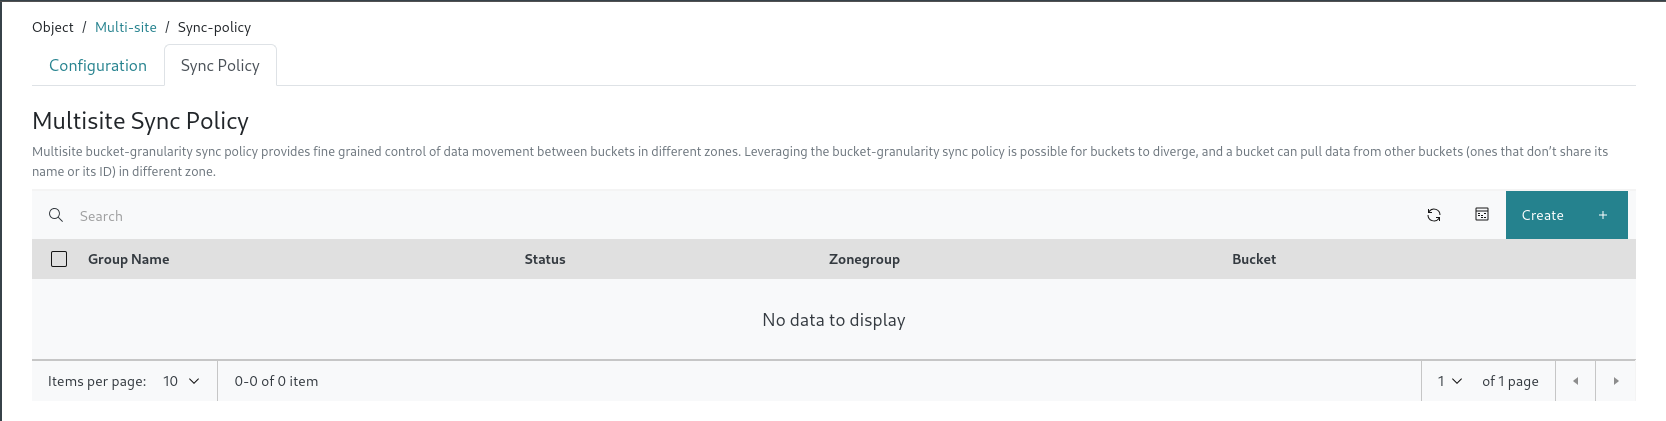 Object / Multi-site / Sync-policy
Configuration Sync Policy
Multisite Sync Policy
Multisite bucket-granularity sync policy provides fine grained control of data movement between buckets in different zones. Leveraging the bucket-granularity sync policy is possible for buckets to diverge, and a bucket can pull data from other buckets (ones that don't share its
name or its ID) in different zone.
Search Create +
Group Name Status Zonegroup Bucket
No data to display
Items per page: 10 0-0 of 0 item 1 of 1 page